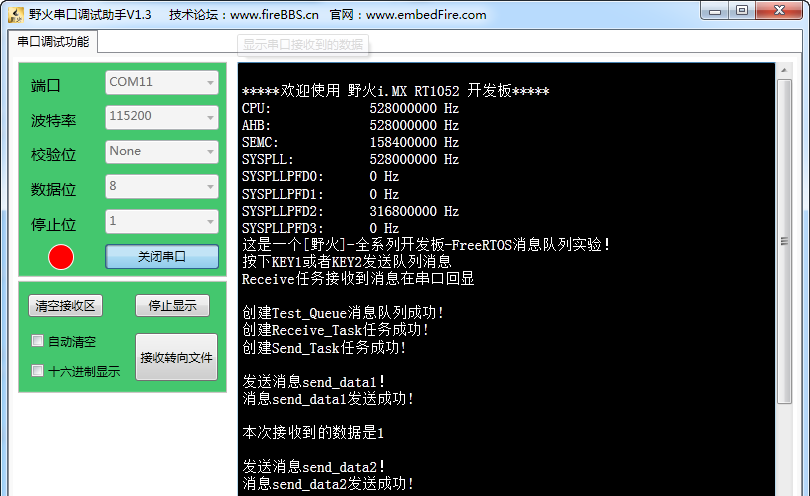 野火串口调试助手V1.3 技术论坛：www.fireBBS.cn 官网：www.embedFire.com
串口调试功能
显示串口接收到的数据
端口 COM11
波特率 115200
校验位 None
数据位 8
停止位 1
关闭串口
清空接收区 停止显示
自动清空
接收转向文件
十六进制显示
*****欢迎使用 野火i.MX RT1052 开发板*****
CPU: 528000000 Hz
AHB: 528000000 Hz
SEMC: 158400000 Hz
SYSPLL: 528000000 Hz
SYSPLLPFD0: 0 Hz
SYSPLLPFD1: 0 Hz
SYSPLLPFD2: 316800000 Hz
SYSPLLPFD3: 0 Hz
这是一个[野火]-全系列开发板-FreeRTOS消息队列实验！
按下KEY1或者KEY2发送队列消息
Receive任务接收到消息在串口回显
创建Test_Queue消息队列成功!
创建Receive_Task任务成功!
创建Send_Task任务成功!
发送消息send_data1！
消息send_data1发送成功!
本次接收到的数据是1
发送消息send_data2！
消息send_data2发送成功!